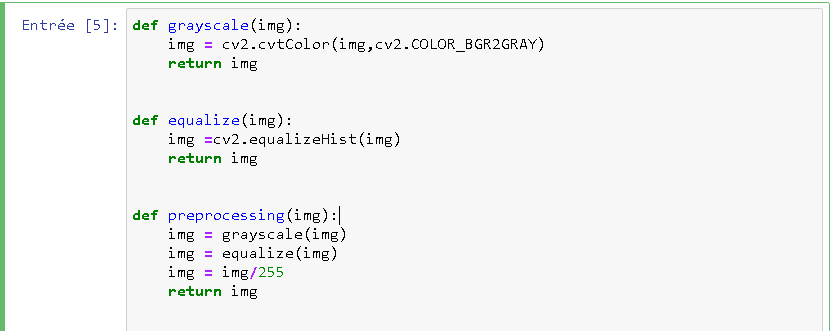 Entrée [5]: def grayscale(img):
    img = cv2.cvtColor(img,cv2.COLOR_BGR2GRAY)
    return img
def equalize(img):
    img =cv2.equalizeHist(img)
    return img
def preprocessing(img):
    img = grayscale(img)
    img = equalize(img)
    img = img/255
    return img